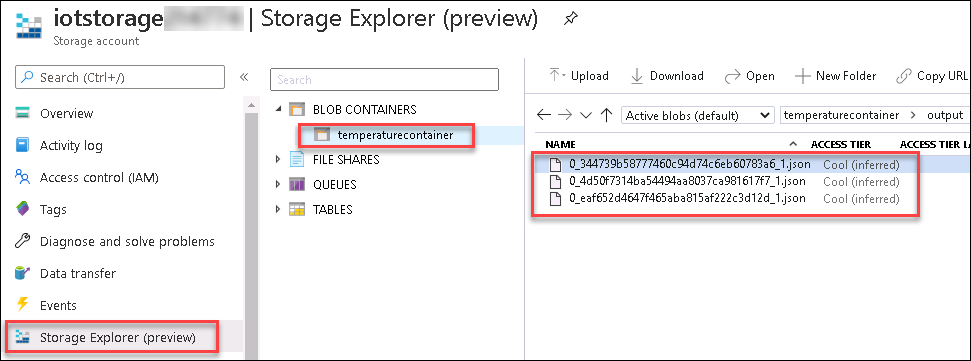 iotstorage | Storage Explorer (preview)
Storage account
Search (Ctrl+/)
«
Overview
Activity log
Access control (IAM)
Tags
Diagnose and solve problems
Data transfer
Events
Storage Explorer (preview)
Search
BLOB CONTAINERS
temperaturecontainer
FILE SHARES
QUEUES
TABLES
Upload Download Open New Folder Copy URL
Active blobs (default) temperaturecontainer > output
NAME ACCESS TIER ACCESS TIER LA
0_344739b58777460c94d74c6eb60783a6_1.json Cool (inferred)
0_4d50f7314ba54494aa8037ca981617f7_1.json Cool (inferred)
0_eaf652d4647f465aba815af222c3d12d_1.json Cool (inferred)